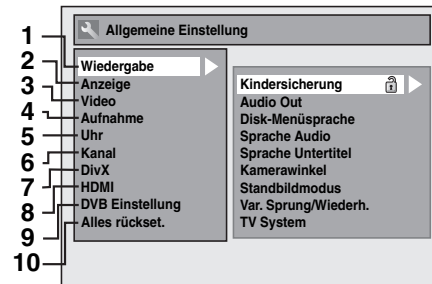 Allgemeine Einstellung
1 Wiedergabe
2 Anzeige
3 Video
4 Aufnahme
5 Uhr
6 Kanal
7 DivX
8 HDMI
9 DVB Einstellung
10 Alles rückset.
Kindersicherung
Audio Out
Disk-Menüsprache
Sprache Audio
Sprache Untertitel
Kamerawinkel
Standbildmodus
Var. Sprung/Wiederh.
TV System